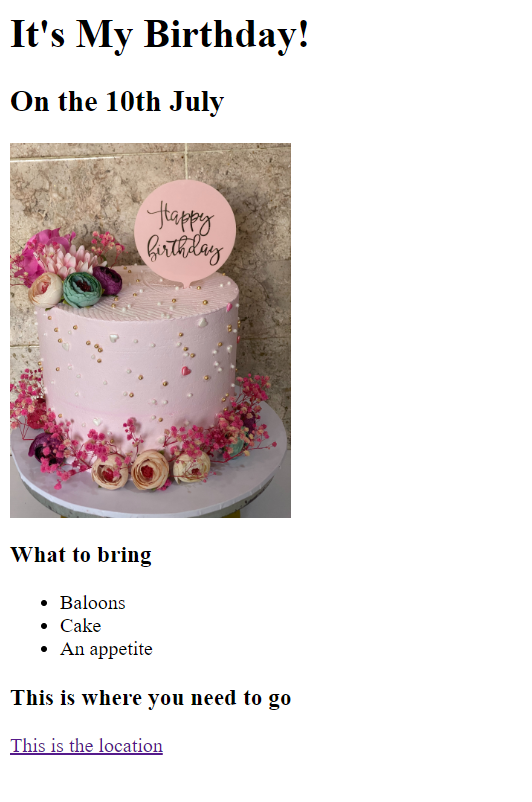 It's My Birthday!
On the 10th July
Happy
birthday
What to bring
Baloons
Cake
An appetite
This is where you need to go
This is the location